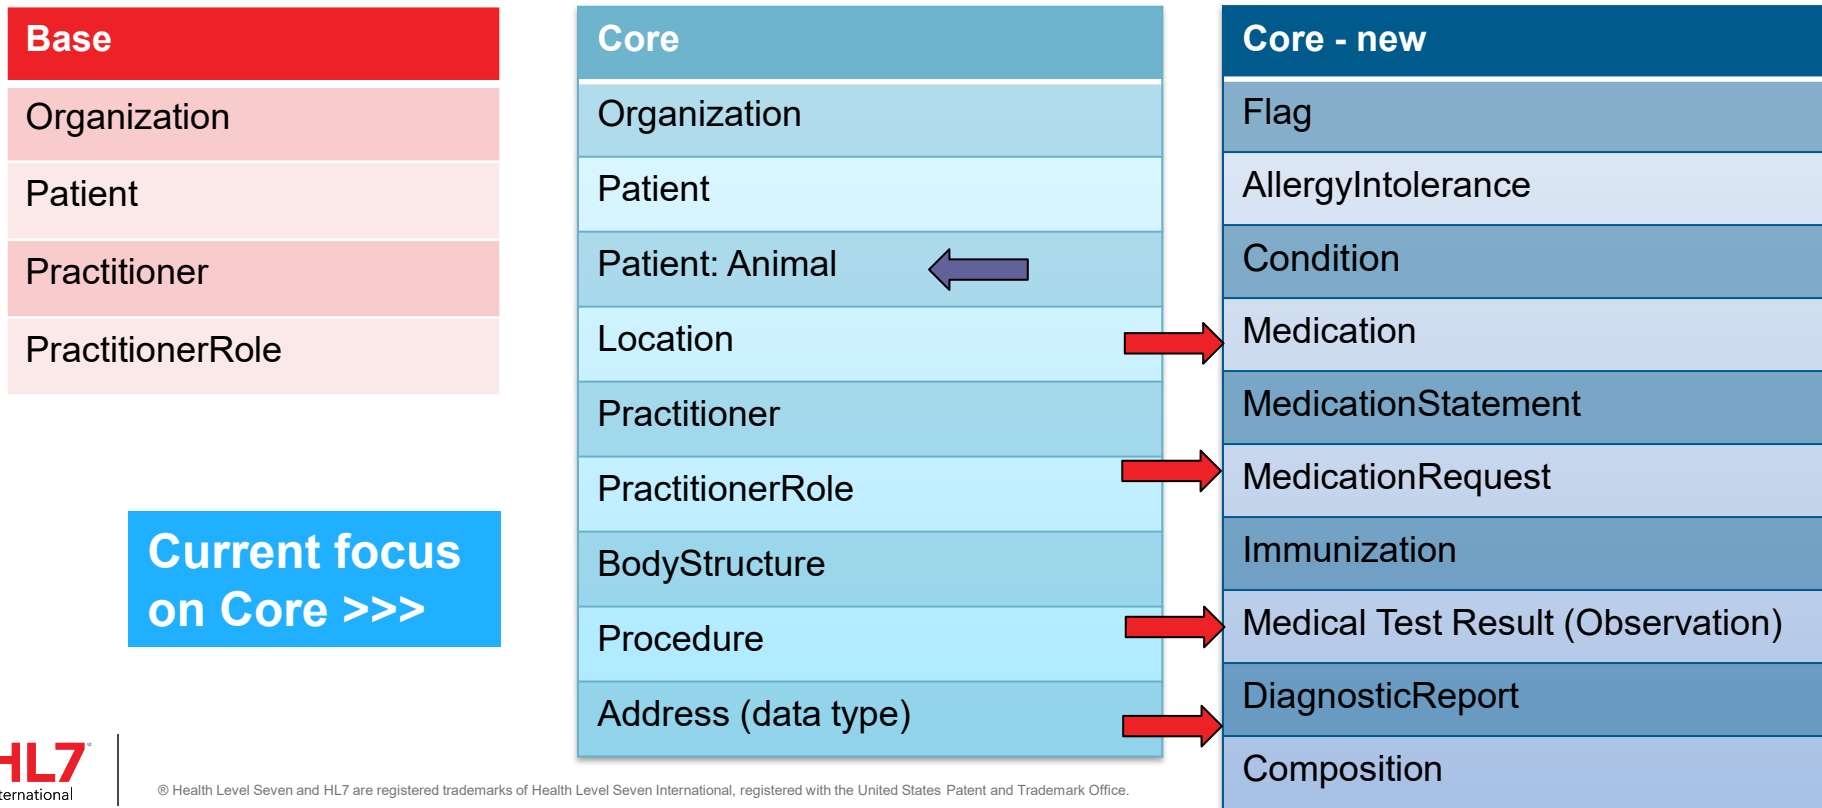 Base
Organization
Patient
Practitioner
PractitionerRole
Current focus
on Core >>>
Core
Organization
Patient
Patient: Animal
Location
Practitioner
PractitionerRole
BodyStructure
Procedure
Address (data type)
Core - new
Flag
AllergyIntolerance
Condition
Medication
MedicationStatement
MedicationRequest
Immunization
Medical Test Result (Observation)
DiagnosticReport
Composition
HL7®
nternational
® Health Level Seven and HL7 are registered trademarks of Health Level Seven International, registered with the United States Patent and Trademark Office.